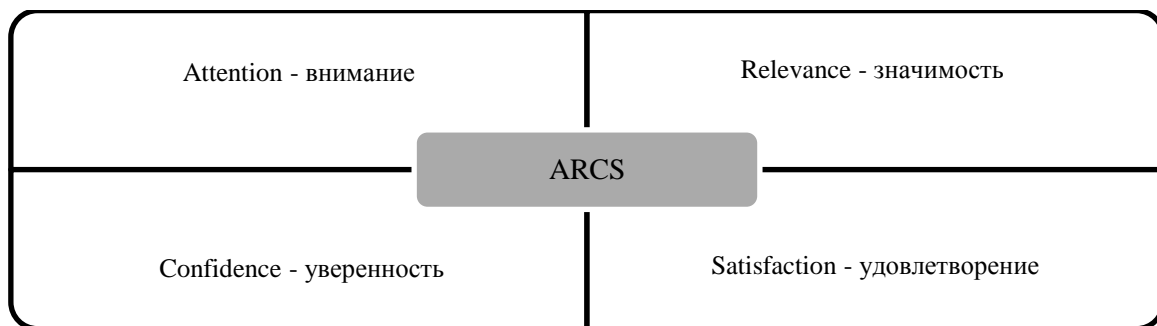 Attention - внимание
Relevance - значимость
ARCS
Confidence - уверенность
Satisfaction - удовлетворение